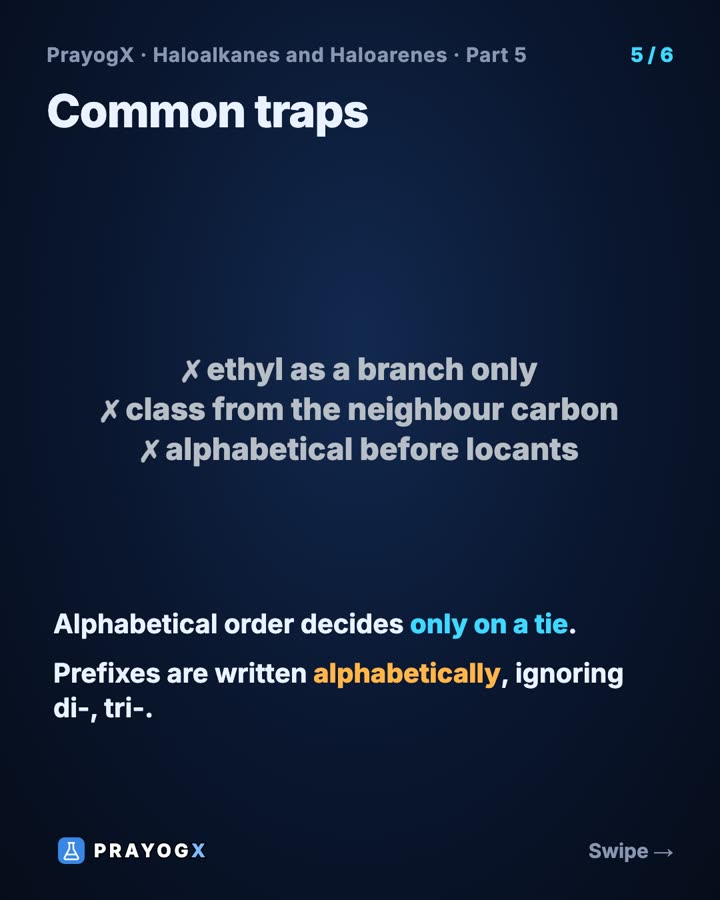 PrayogX · Haloalkanes and Haloarenes · Part 5
5 / 6
Common traps
✗ ethyl as a branch only
✗ class from the neighbour carbon
✗ alphabetical before locants
Alphabetical order decides only on a tie.
Prefixes are written alphabetically, ignoring
di-, tri-.
PRAYOGX
Swipe →